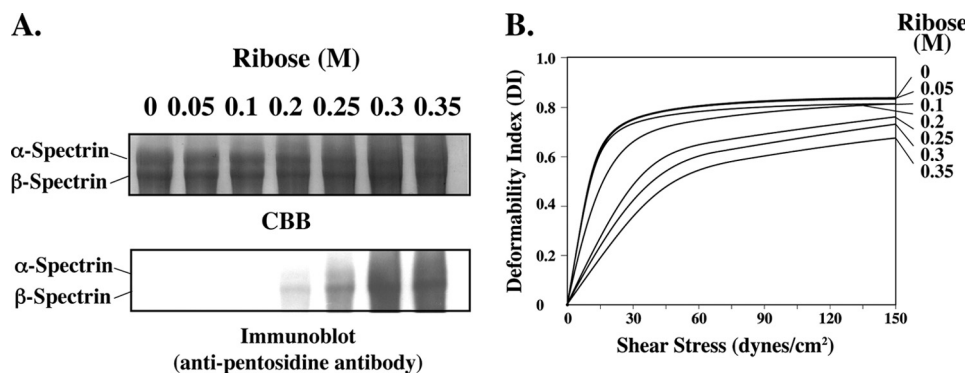 A.
Ribose (M)
0 0.05 0.1 0.2 0.25 0.3 0.35
α-Spectrin
β-Spectrin
CBB
α-Spectrin
β-Spectrin
Immunoblot
(anti-pentosidine antibody)
B.
Ribose
(M)
0
0.05
0.1
0.2
0.25
0.3
0.35
Deformability Index (DI)
1.0
0.8
0.6
0.4
0.2
0
0 30 60 90 120 150
Shear Stress (dynes/cm²)